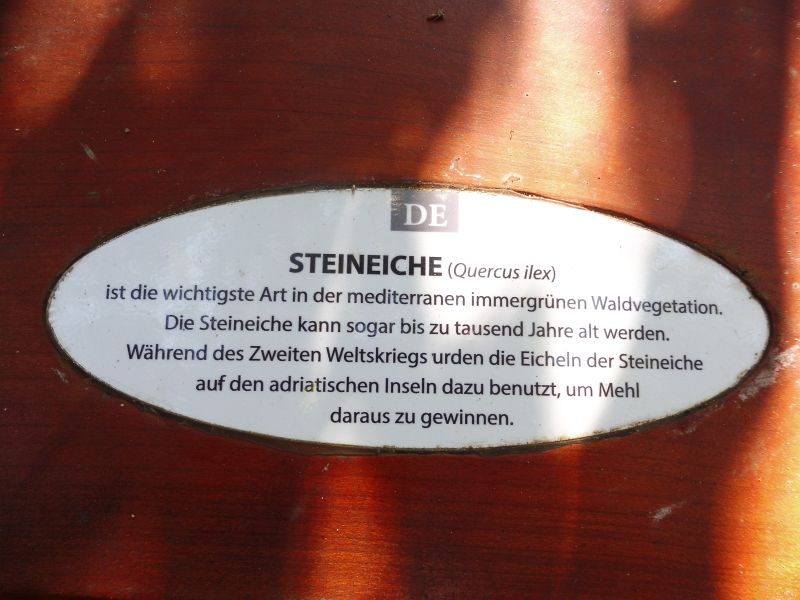 DE
STEINEICHE (Quercus ilex)
ist die wichtigste Art in der mediterranen immergrünen Waldvegetation.
Die Steineiche kann sogar bis zu tausend Jahre alt werden.
Während des Zweiten Weltskriegs urden die Eicheln der Steineiche
auf den adriatischen Inseln dazu benutzt, um Mehl
daraus zu gewinnen.